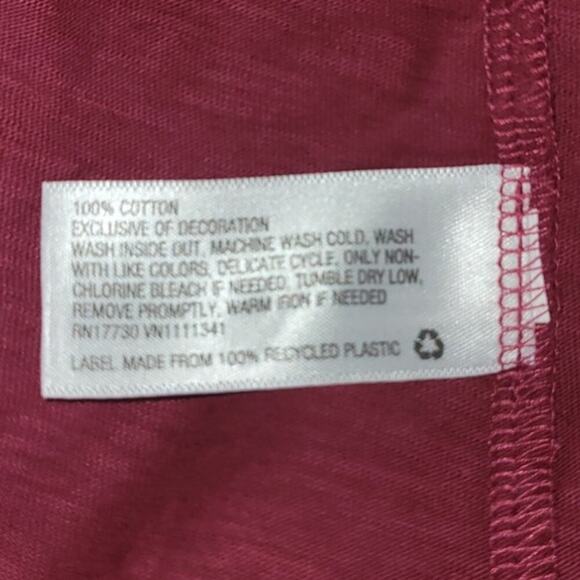 100% COTTON
EXCLUSIVE OF DECORATION
WASH INSIDE OUT, MACHINE WASH COLD, WASH
WITH LIKE COLORS, DELICATE CYCLE, ONLY NON-
CHLORINE BLEACH IF NEEDED, TUMBLE DRY LOW,
REMOVE PROMPTLY, WARM IRON IF NEEDED
RN17730 VN1111341
LABEL MADE FROM 100% RECYCLED PLASTIC